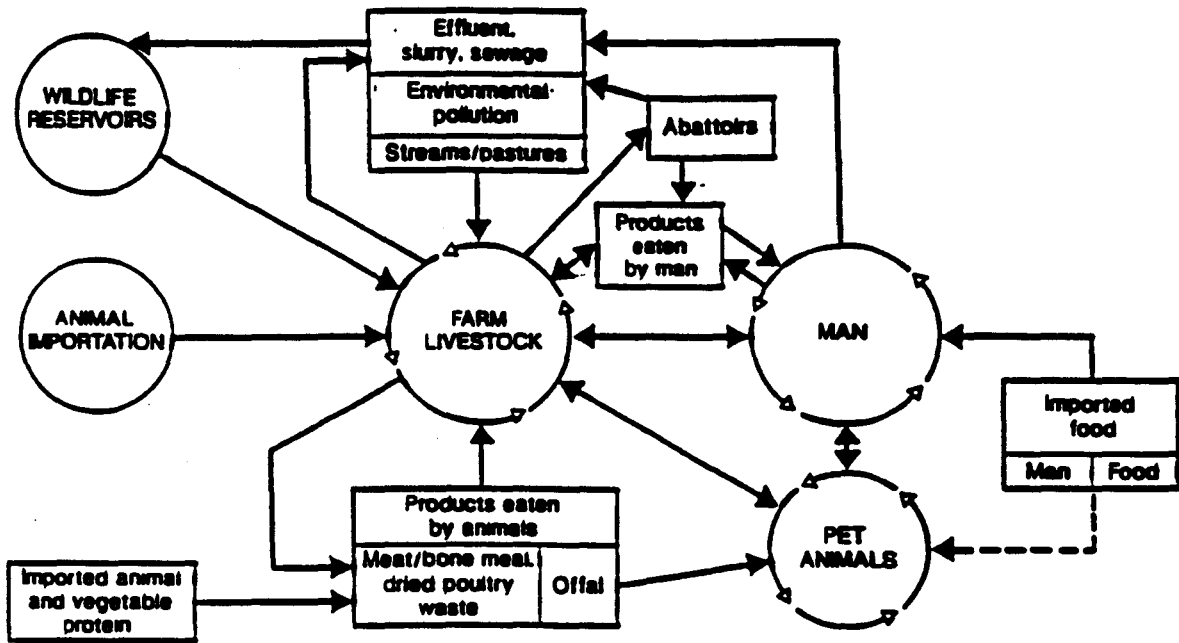 Effluent,
slurry, sewage
Environmental
pollution
Streams/pastures
WILDLIFE
RESERVOIRS
Abattoirs
Products
eaten
by man
ANIMAL
IMPORTATION
FARM
LIVESTOCK
MAN
Imported
food
Man Food
Products eaten
by animals
Meat/bone meal,
dried poultry
waste
Offal
PET
ANIMALS
Imported animal
and vegetable
protein